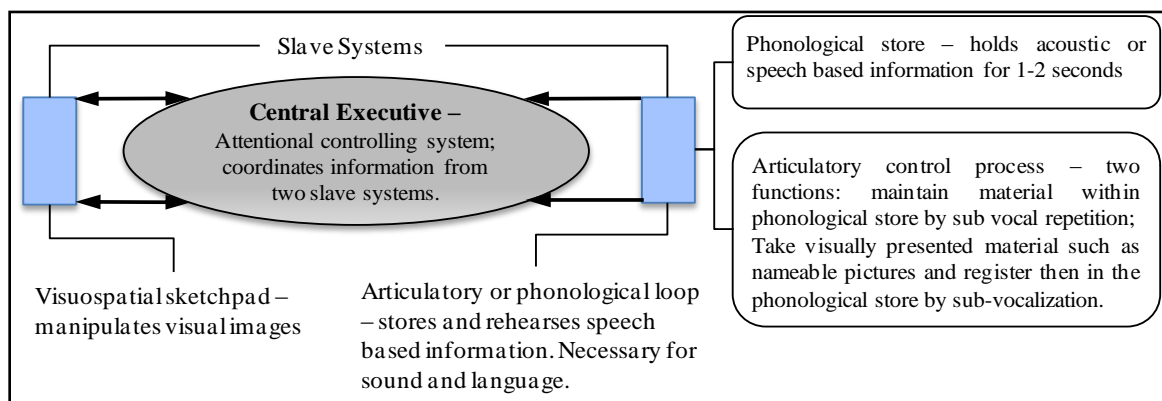 Slave Systems
Central Executive –
Attentional controlling system;
coordinates information from
two slave systems.
Visuospatial sketchpad –
manipulates visual images
Articulatory or phonological loop
– stores and rehearses speech
based information. Necessary for
sound and language.
Phonological store – holds acoustic or
speech based information for 1-2 seconds
Articulatory control process – two
functions: maintain material within
phonological store by sub vocal repetition;
Take visually presented material such as
nameable pictures and register then in the
phonological store by sub-vocalization.